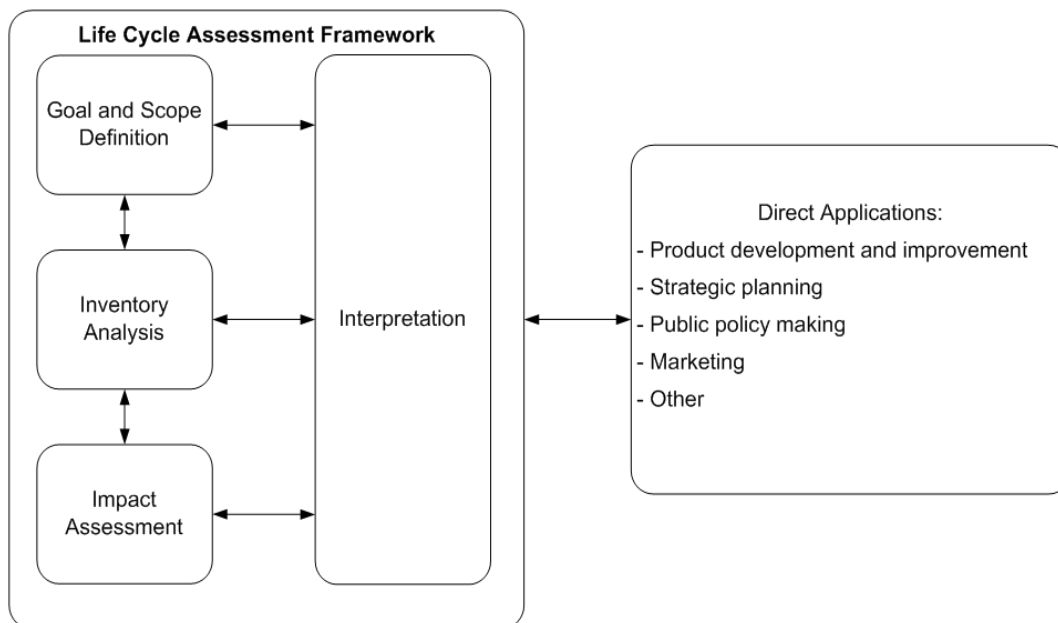 Life Cycle Assessment Framework
Goal and Scope
Definition
Inventory
Analysis
Impact
Assessment
Interpretation
Direct Applications:
- Product development and improvement
- Strategic planning
- Public policy making
- Marketing
- Other